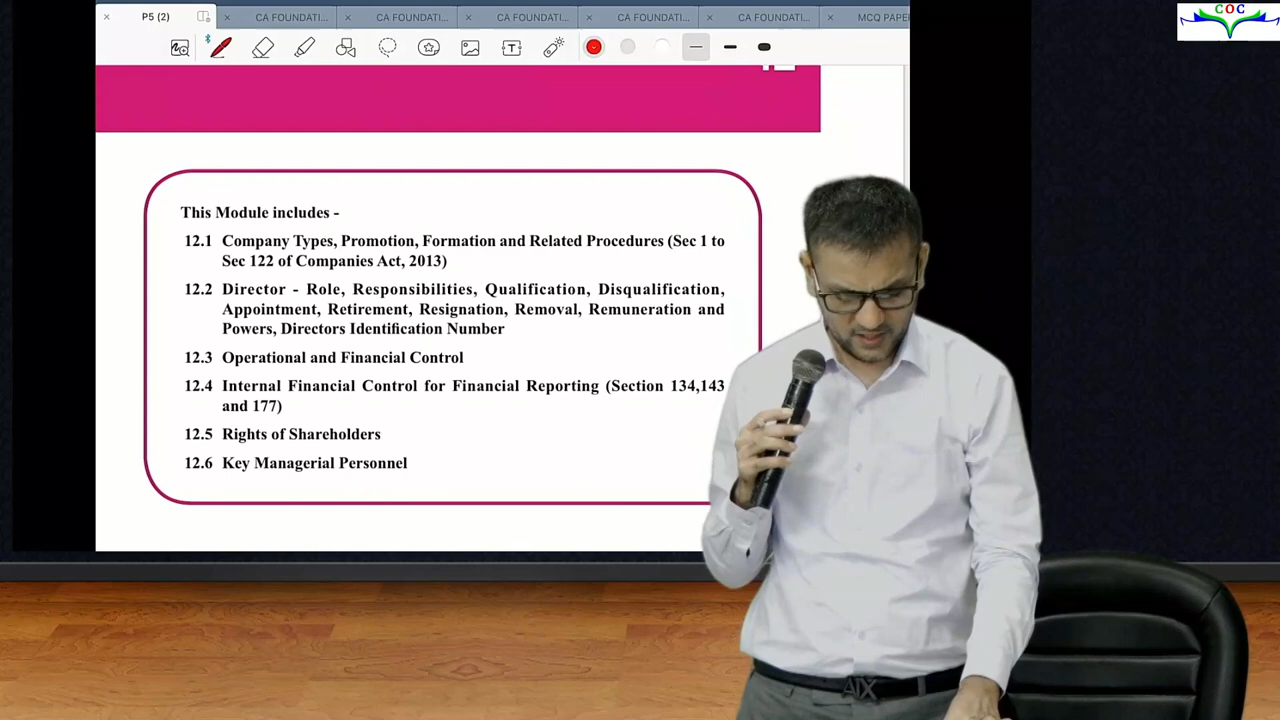 P5 (2)
CA FOUNDATI...
CA FOUNDATI...
CA FOUNDATI...
CA FOUNDATI...
CA FOUNDATI...
MCQ PAPER
COC
This Module includes -
12.1 Company Types, Promotion, Formation and Related Procedures (Sec 1 to
Sec 122 of Companies Act, 2013)
12.2 Director - Role, Responsibilities, Qualification, Disqualification,
Appointment, Retirement, Resignation, Removal, Remuneration and
Powers, Directors Identification Number
12.3 Operational and Financial Control
12.4 Internal Financial Control for Financial Reporting (Section 134,143
and 177)
12.5 Rights of Shareholders
12.6 Key Managerial Personnel